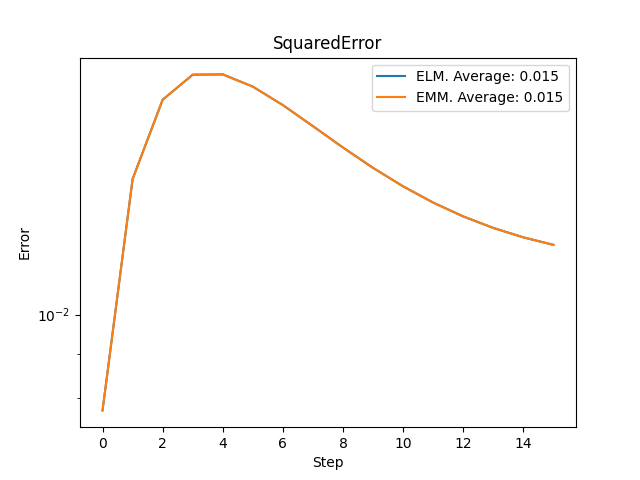 SquaredError
ELM. Average: 0.015
EMM. Average: 0.015
Error
10⁻²
0 2 4 6 8 10 12 14
Step